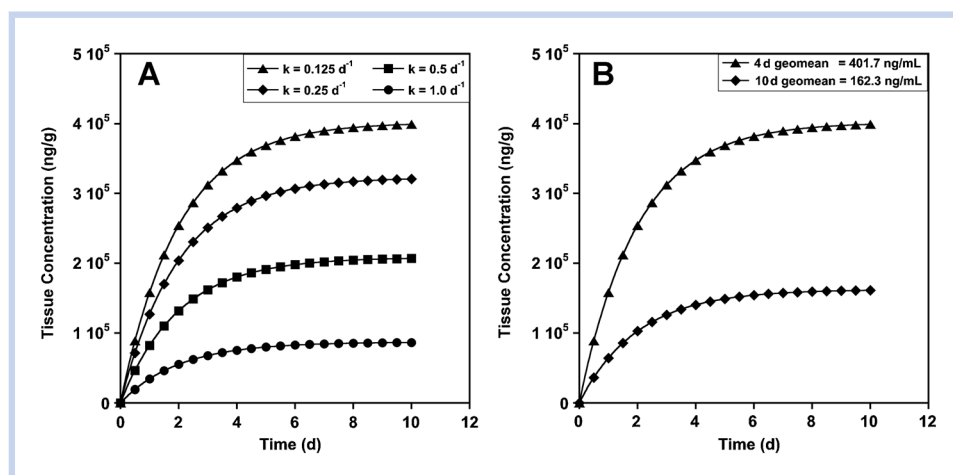 A
k = 0.125 d⁻¹
k = 0.5 d⁻¹
k = 0.25 d⁻¹
k = 1.0 d⁻¹
5 10⁵
4 10⁵
3 10⁵
2 10⁵
1 10⁵
0
Tissue Concentration (ng/g)
0 2 4 6 8 10 12
Time (d)
B
4 d geomean = 401.7 ng/mL
10 d geomean = 162.3 ng/mL
5 10⁵
4 10⁵
3 10⁵
2 10⁵
1 10⁵
0
Tissue Concentration (ng/g)
0 2 4 6 8 10 12
Time (d)